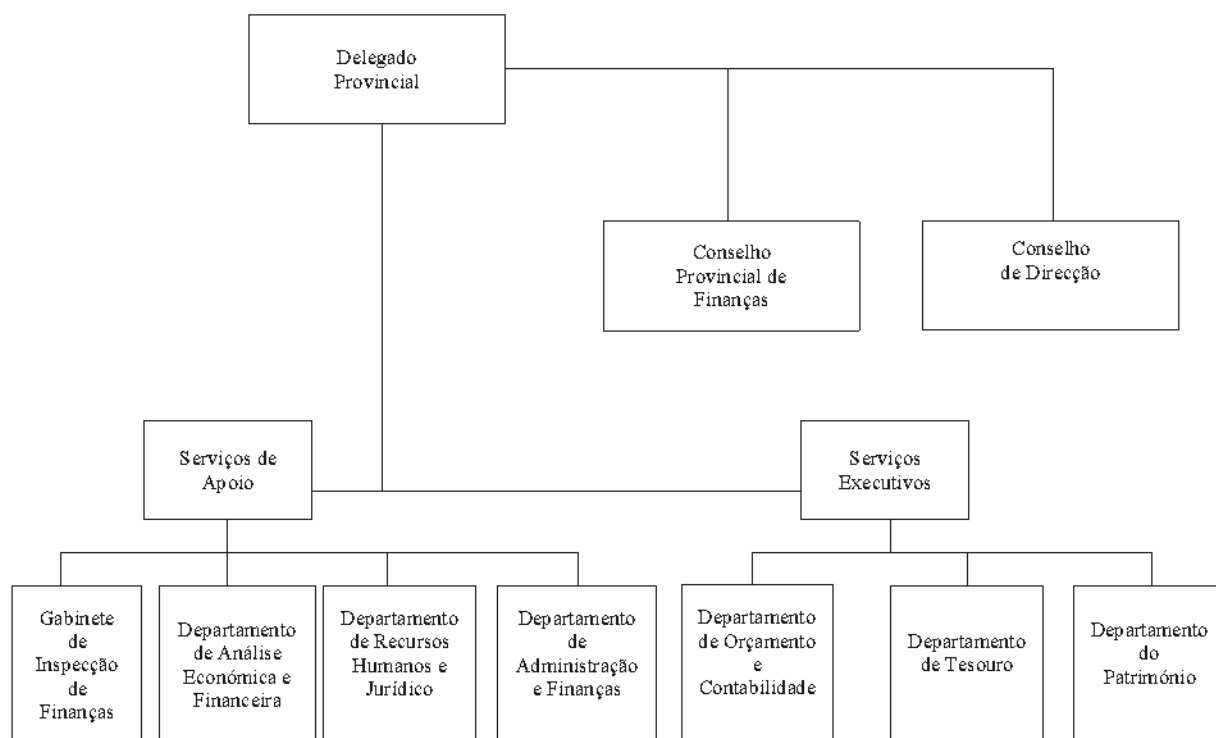 Delegado
Provincial
Conselho
Provincial de
Finanças
Conselho
de Direcção
Serviços de
Apoio
Serviços
Executivos
Gabinete
de
Inspecção
de
Finanças
Departamento
de Análise
Económica e
Financeira
Departamento
de Recursos
Humanos e
Jurídico
Departamento
de
Administração
e Finanças
Departamento
de Orçamento
e
Contabilidade
Departamento
de Tesouro
Departamento
do
Património